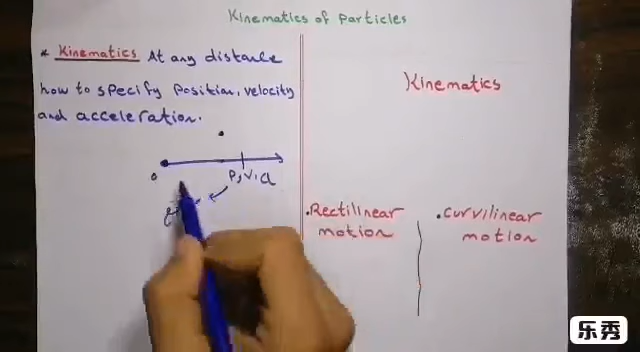 Kinematics of Particles
* Kinematics At any distance
how to specify Position, velocity
and acceleration.
o
P, V, a
Kinematics
.Rectilinear
motion
.curvilinear
motion
乐秀